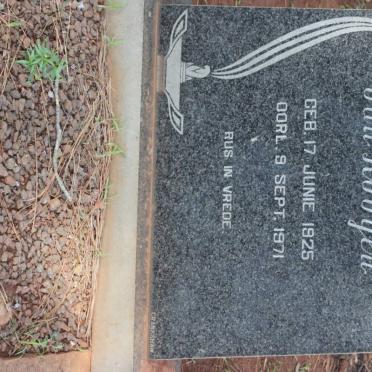 GEB. 17 JUNIE 1925
OORL. 9 SEPT. 1971
RUS IN VREDE